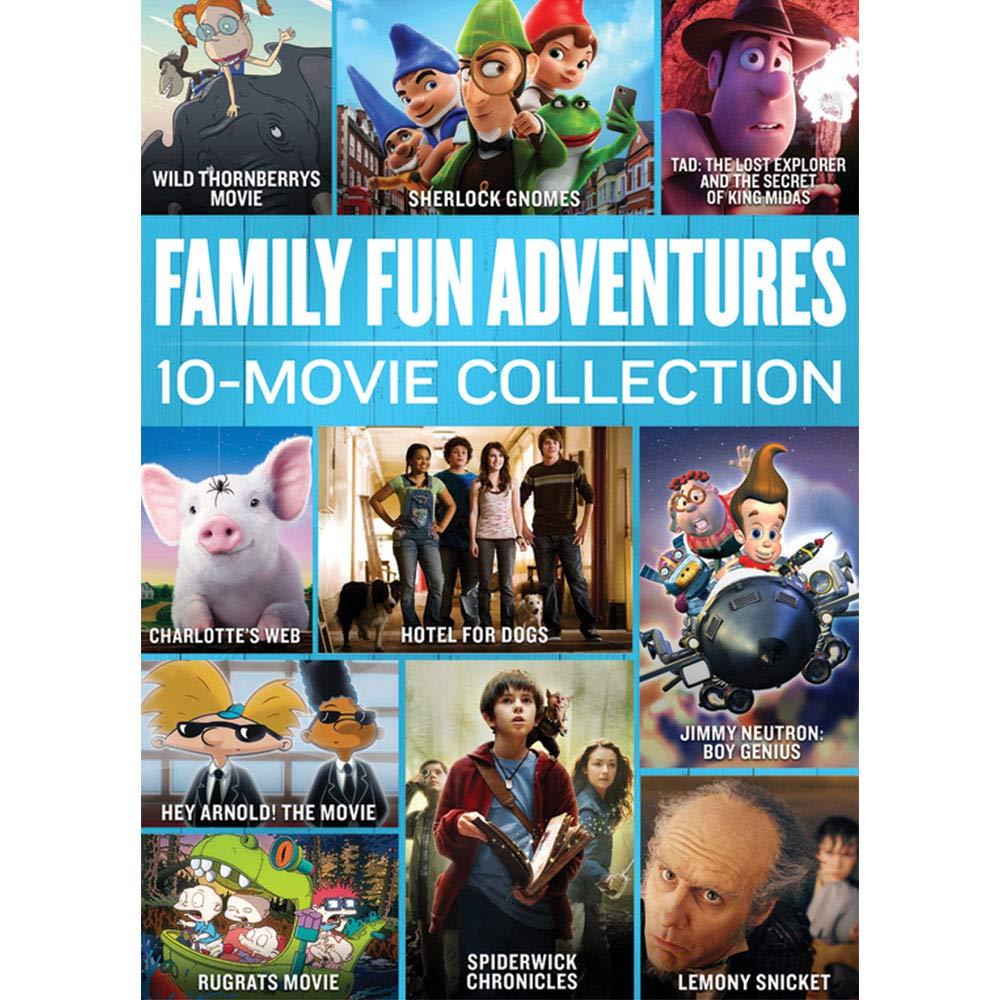 WILD THORNBERRYS
MOVIE
SHERLOCK GNOMES
TAD: THE LOST EXPLORER
AND THE SECRET
OF KING MIDAS
FAMILY FUN ADVENTURES
10-MOVIE COLLECTION
CHARLOTTE'S WEB
HOTEL FOR DOGS
JIMMY NEUTRON:
BOY GENIUS
HEY ARNOLD! THE MOVIE
RUGRATS MOVIE
SPIDERWICK
CHRONICLES
LEMONY SNICKET